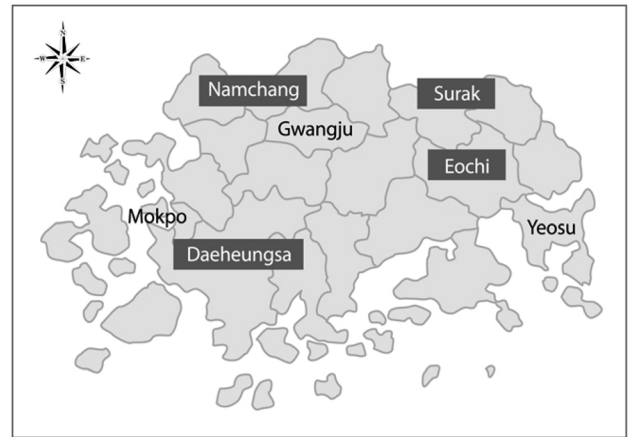 N
W
E
S
Namchang
Surak
Gwangju
Eochi
Mokpo
Yeosu
Daeheungsa